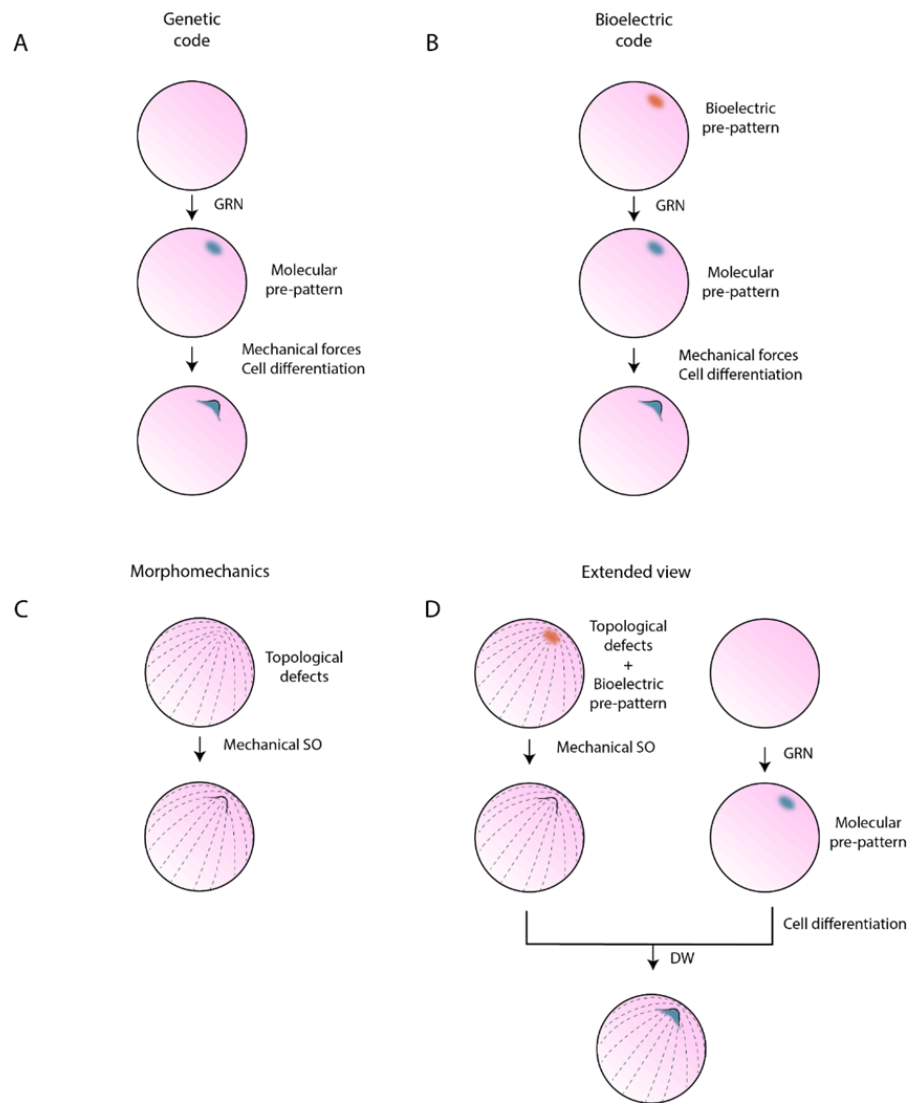 A
Genetic
code
GRN
Molecular
pre-pattern
Mechanical forces
Cell differentiation
B
Bioelectric
code
Bioelectric
pre-pattern
GRN
Molecular
pre-pattern
Mechanical forces
Cell differentiation
Morphomechanics
C
Topological
defects
Mechanical SO
Extended view
D
Topological
defects
+
Bioelectric
pre-pattern
Mechanical SO
GRN
Molecular
pre-pattern
Cell differentiation
DW